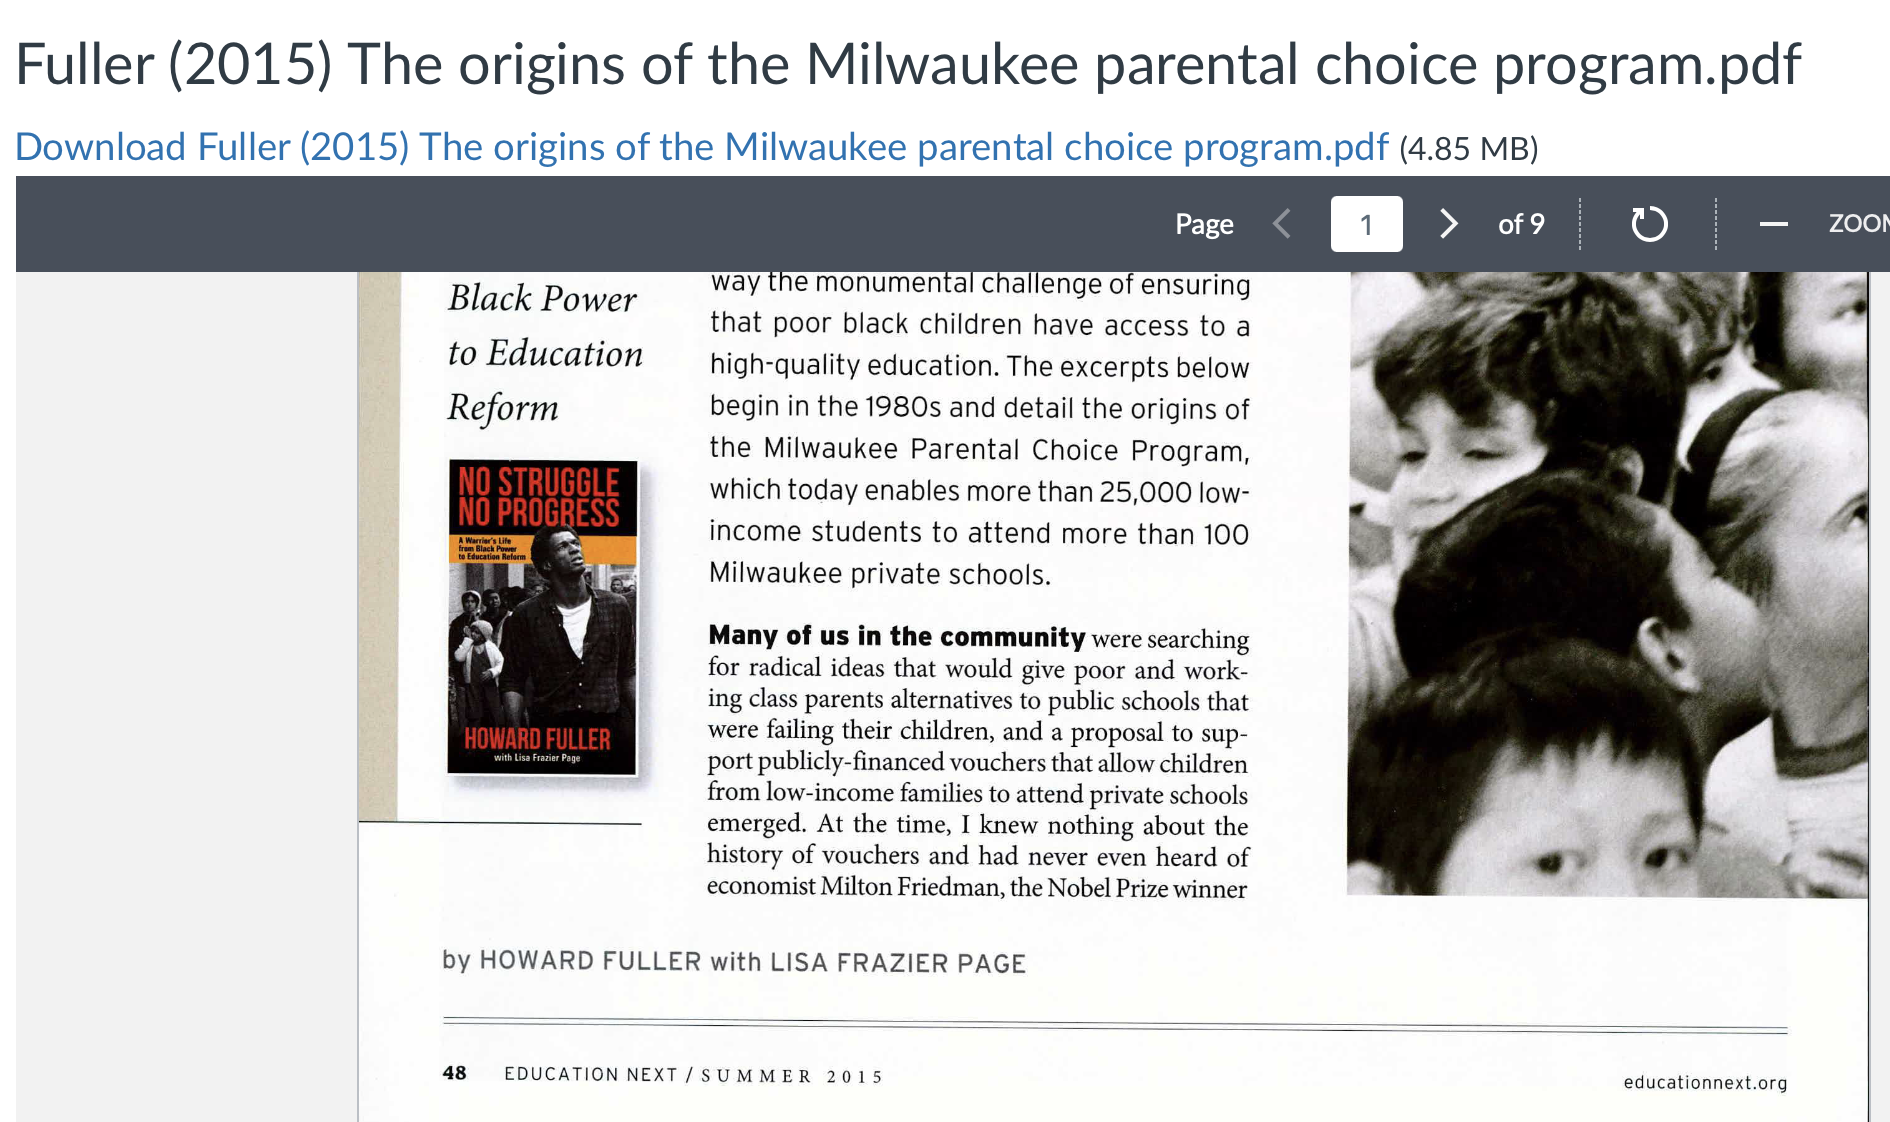 Fuller (2015) The origins of the Milwaukee parental choice program.pdf
Download Fuller (2015) The origins of the Milwaukee parental choice program.pdf (4.85 MB)
Page 1 of 9 ZOOM
Black Power
to Education
Reform
NO STRUGGLE
NO PROGRESS
A Warrior's Life
from Black Power
to Education Reform
HOWARD FULLER
with Lisa Frazier Page
way the monumental challenge of ensuring
that poor black children have access to a
high-quality education. The excerpts below
begin in the 1980s and detail the origins of
the Milwaukee Parental Choice Program,
which today enables more than 25,000 low-
income students to attend more than 100
Milwaukee private schools.
Many of us in the community were searching
for radical ideas that would give poor and work-
ing class parents alternatives to public schools that
were failing their children, and a proposal to sup-
port publicly-financed vouchers that allow children
from low-income families to attend private schools
emerged. At the time, I knew nothing about the
history of vouchers and had never even heard of
economist Milton Friedman, the Nobel Prize winner
by HOWARD FULLER with LISA FRAZIER PAGE
48 EDUCATION NEXT / SUMMER 2015
educationnext.org